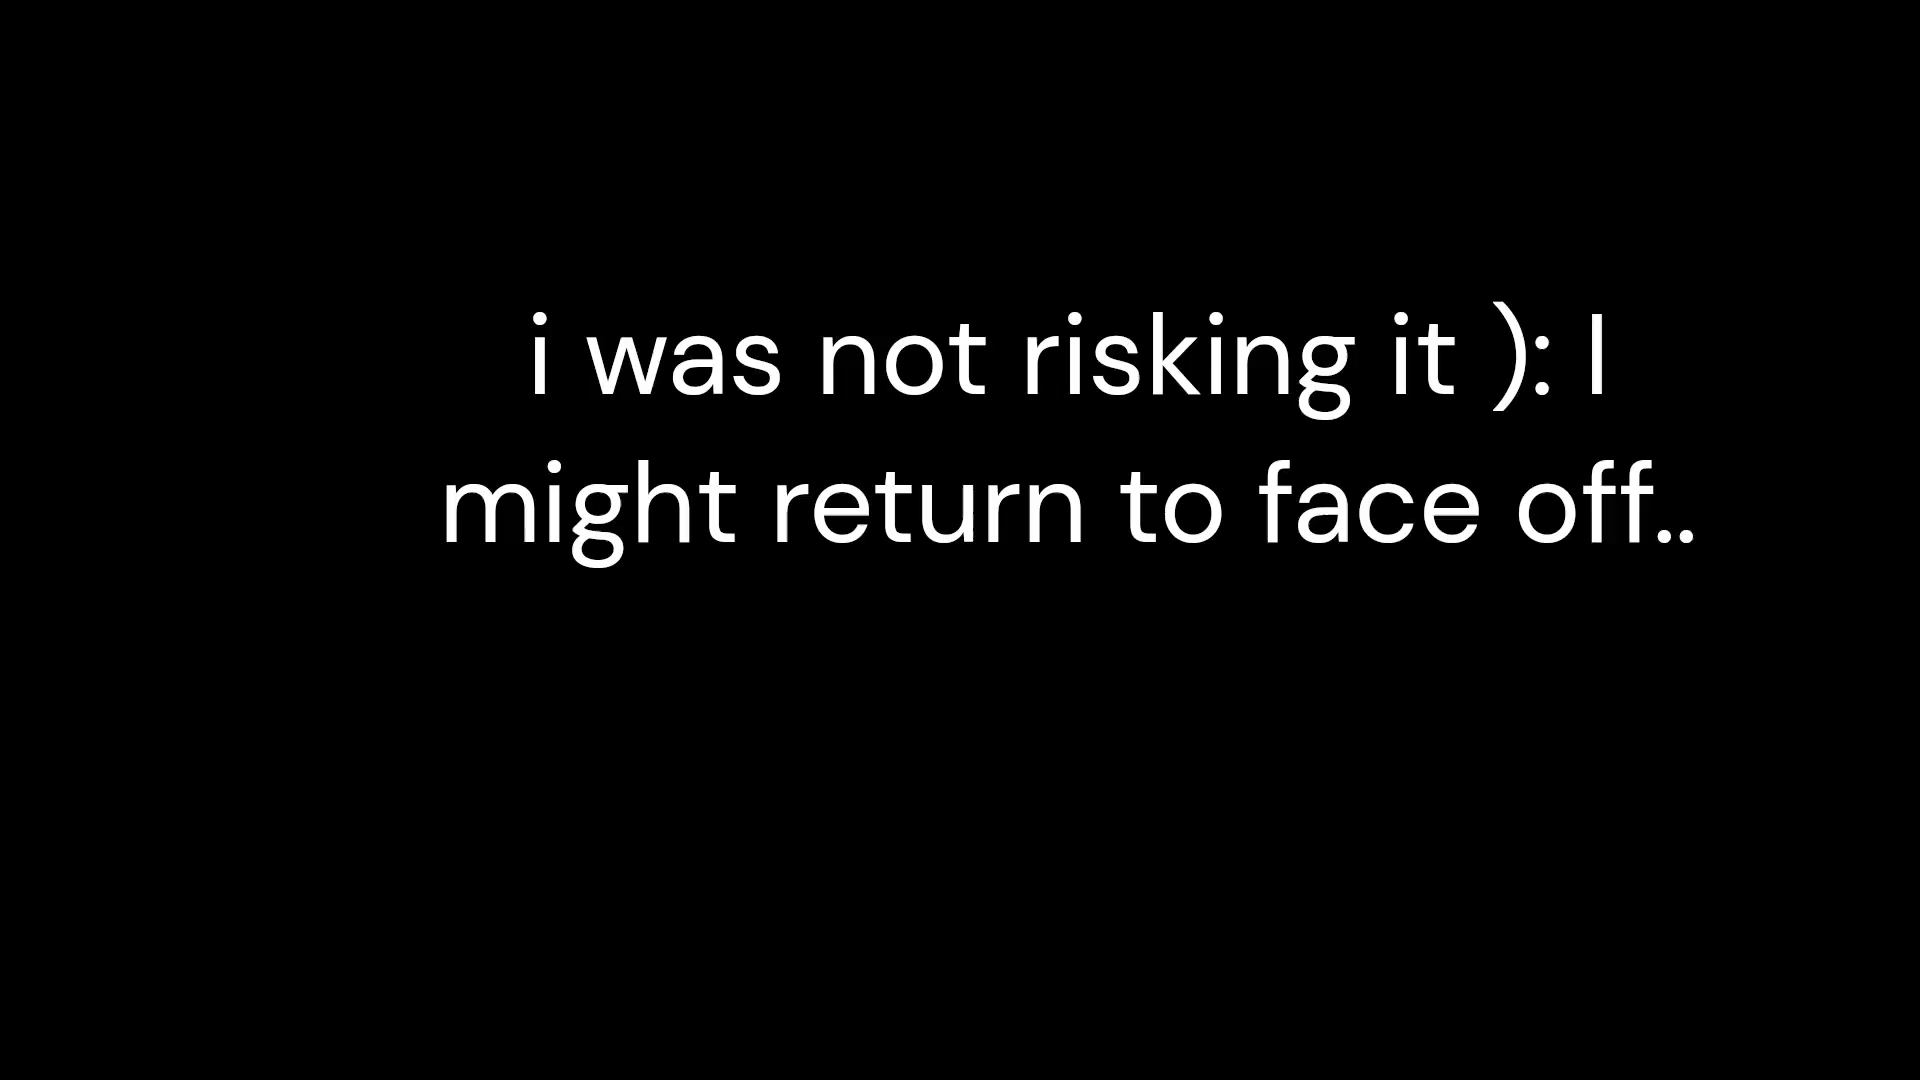 i was not risking it ): I
might return to face off..